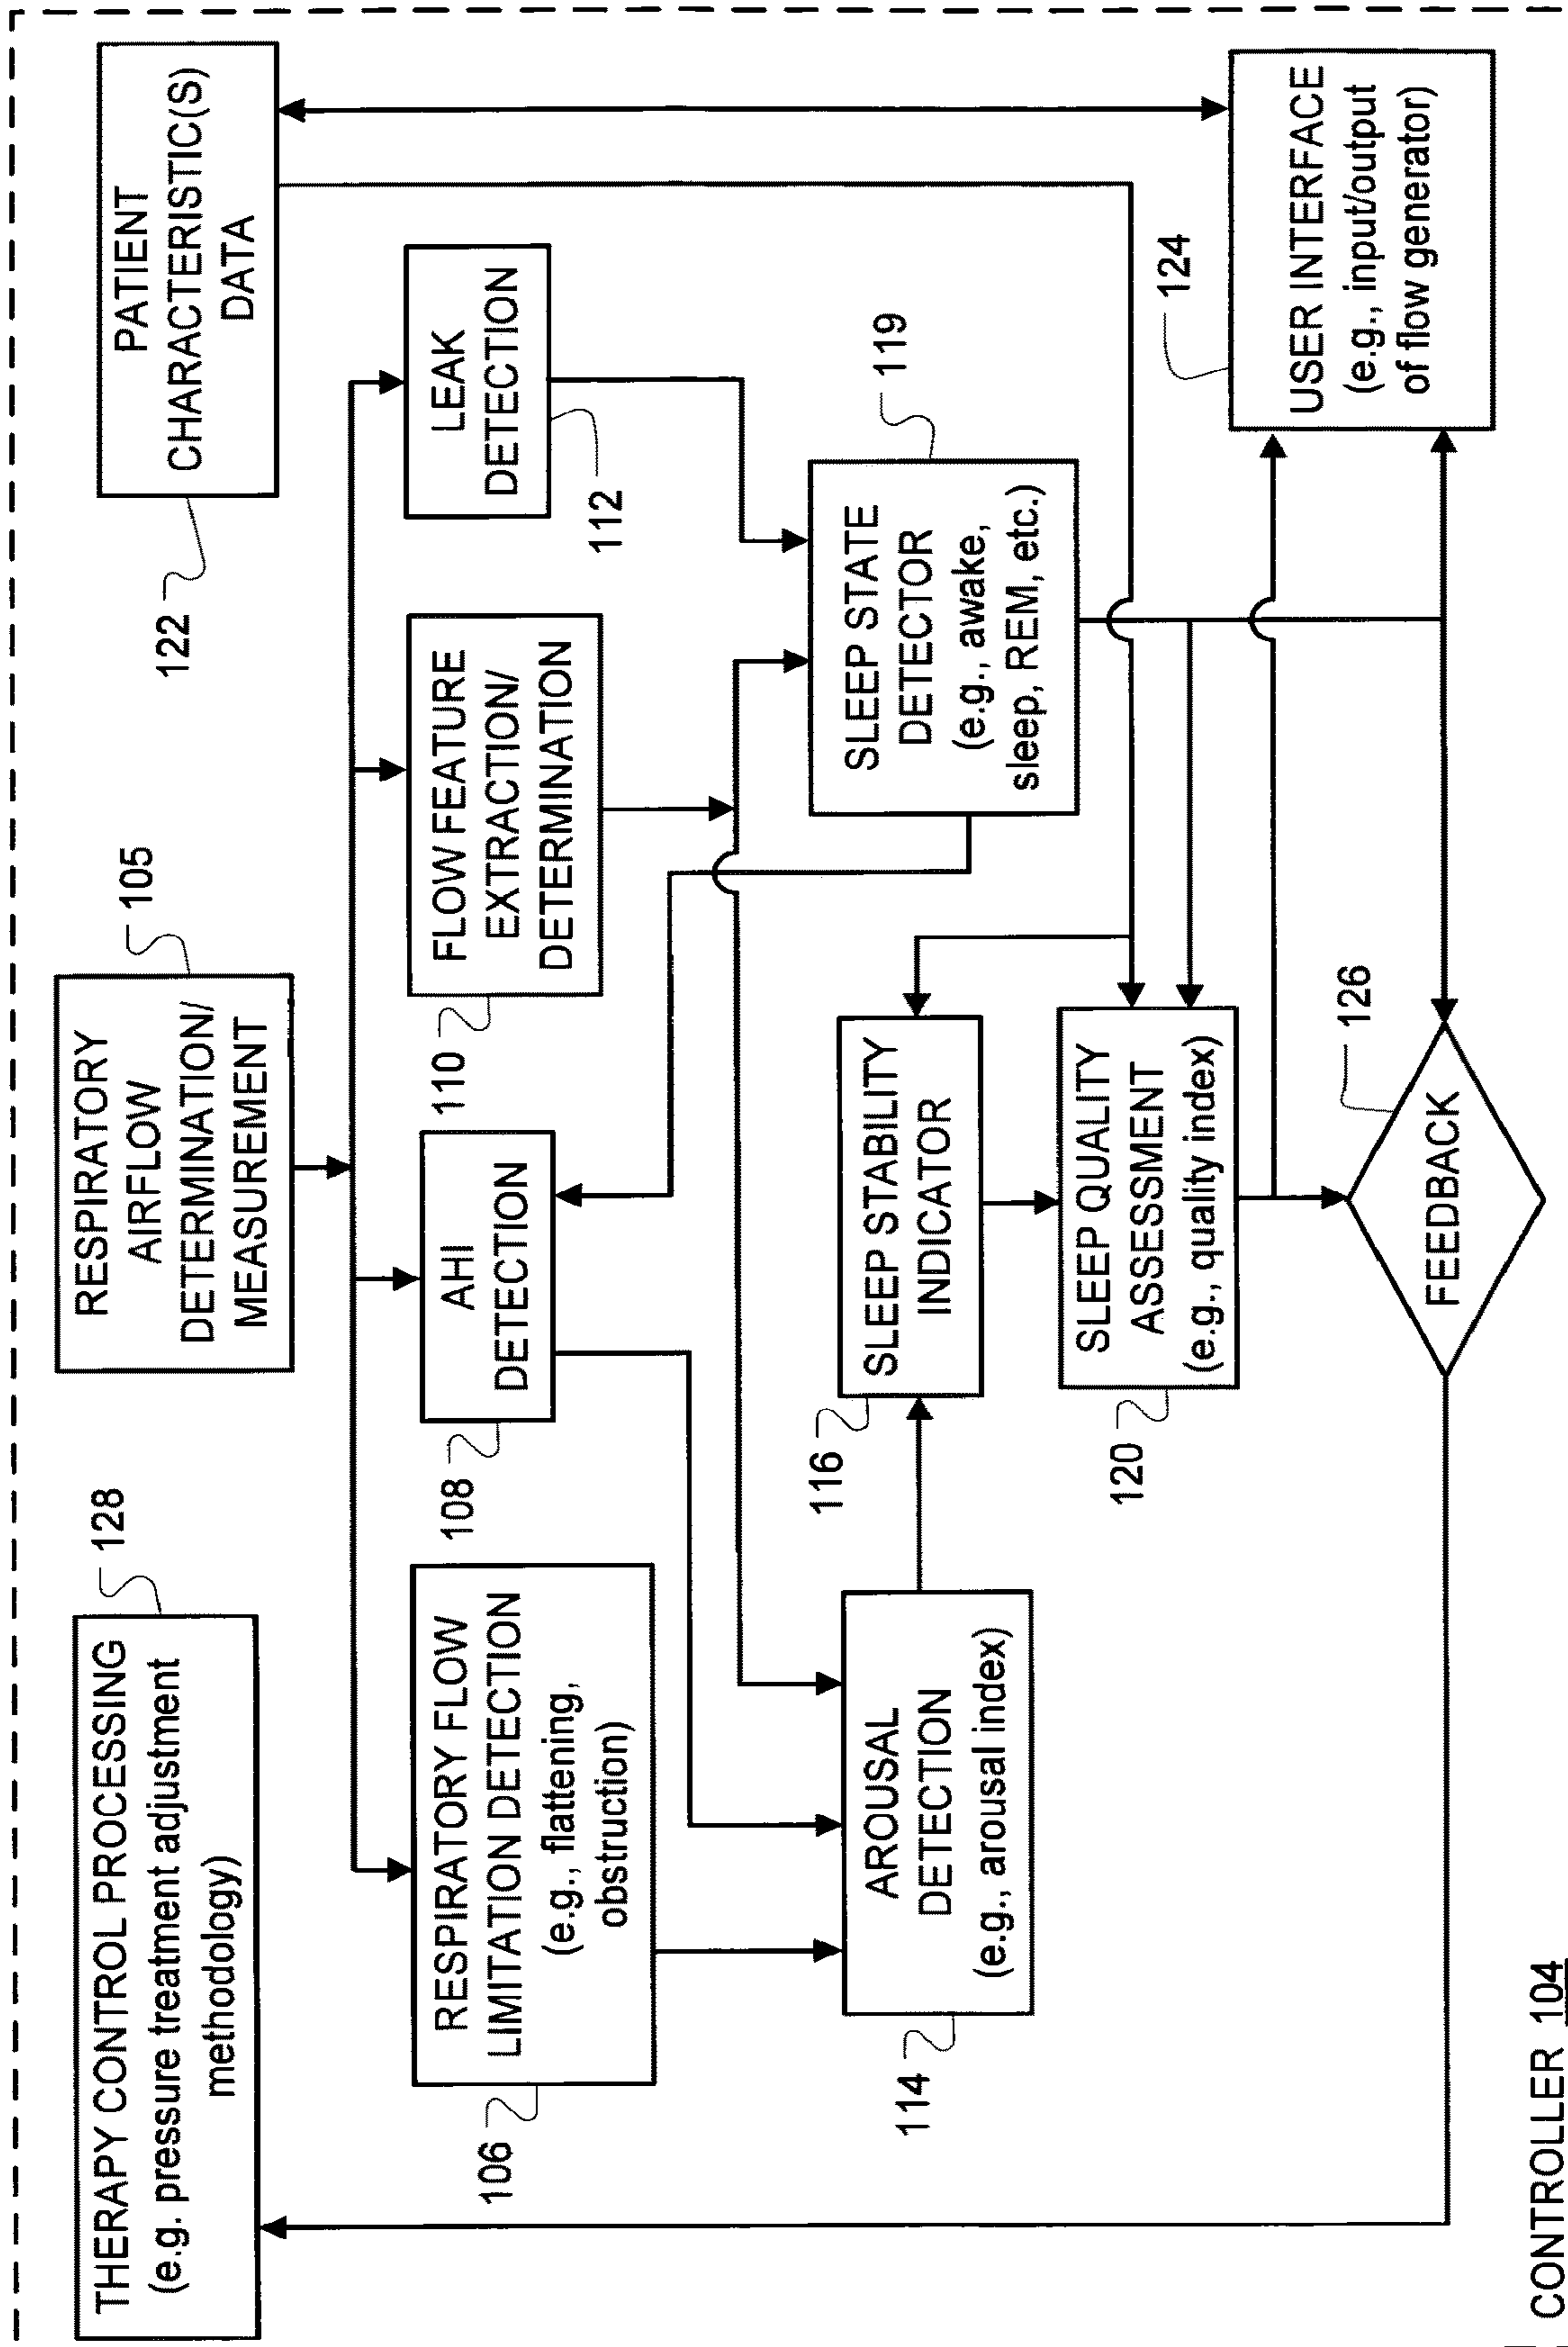 THERAPY CONTROL PROCESSING
(e.g. pressure treatment adjustment
methodology)
128
RESPIRATORY
AIRFLOW
DETERMINATION/
MEASUREMENT
105
PATIENT
CHARACTERISTIC(S)
DATA
122
RESPIRATORY FLOW
LIMITATION DETECTION
(e.g., flattening,
obstruction)
106
AHI
DETECTION
108
FLOW FEATURE
EXTRACTION/
DETERMINATION
110
LEAK
DETECTION
112
AROUSAL
DETECTION
(e.g., arousal index)
114
SLEEP STABILITY
INDICATOR
116
SLEEP STATE
DETECTOR
(e.g., awake,
sleep, REM, etc.)
119
SLEEP QUALITY
ASSESSMENT
(e.g., quality index)
120
USER INTERFACE
(e.g., input/output
of flow generator)
124
FEEDBACK
126
CONTROLLER 104